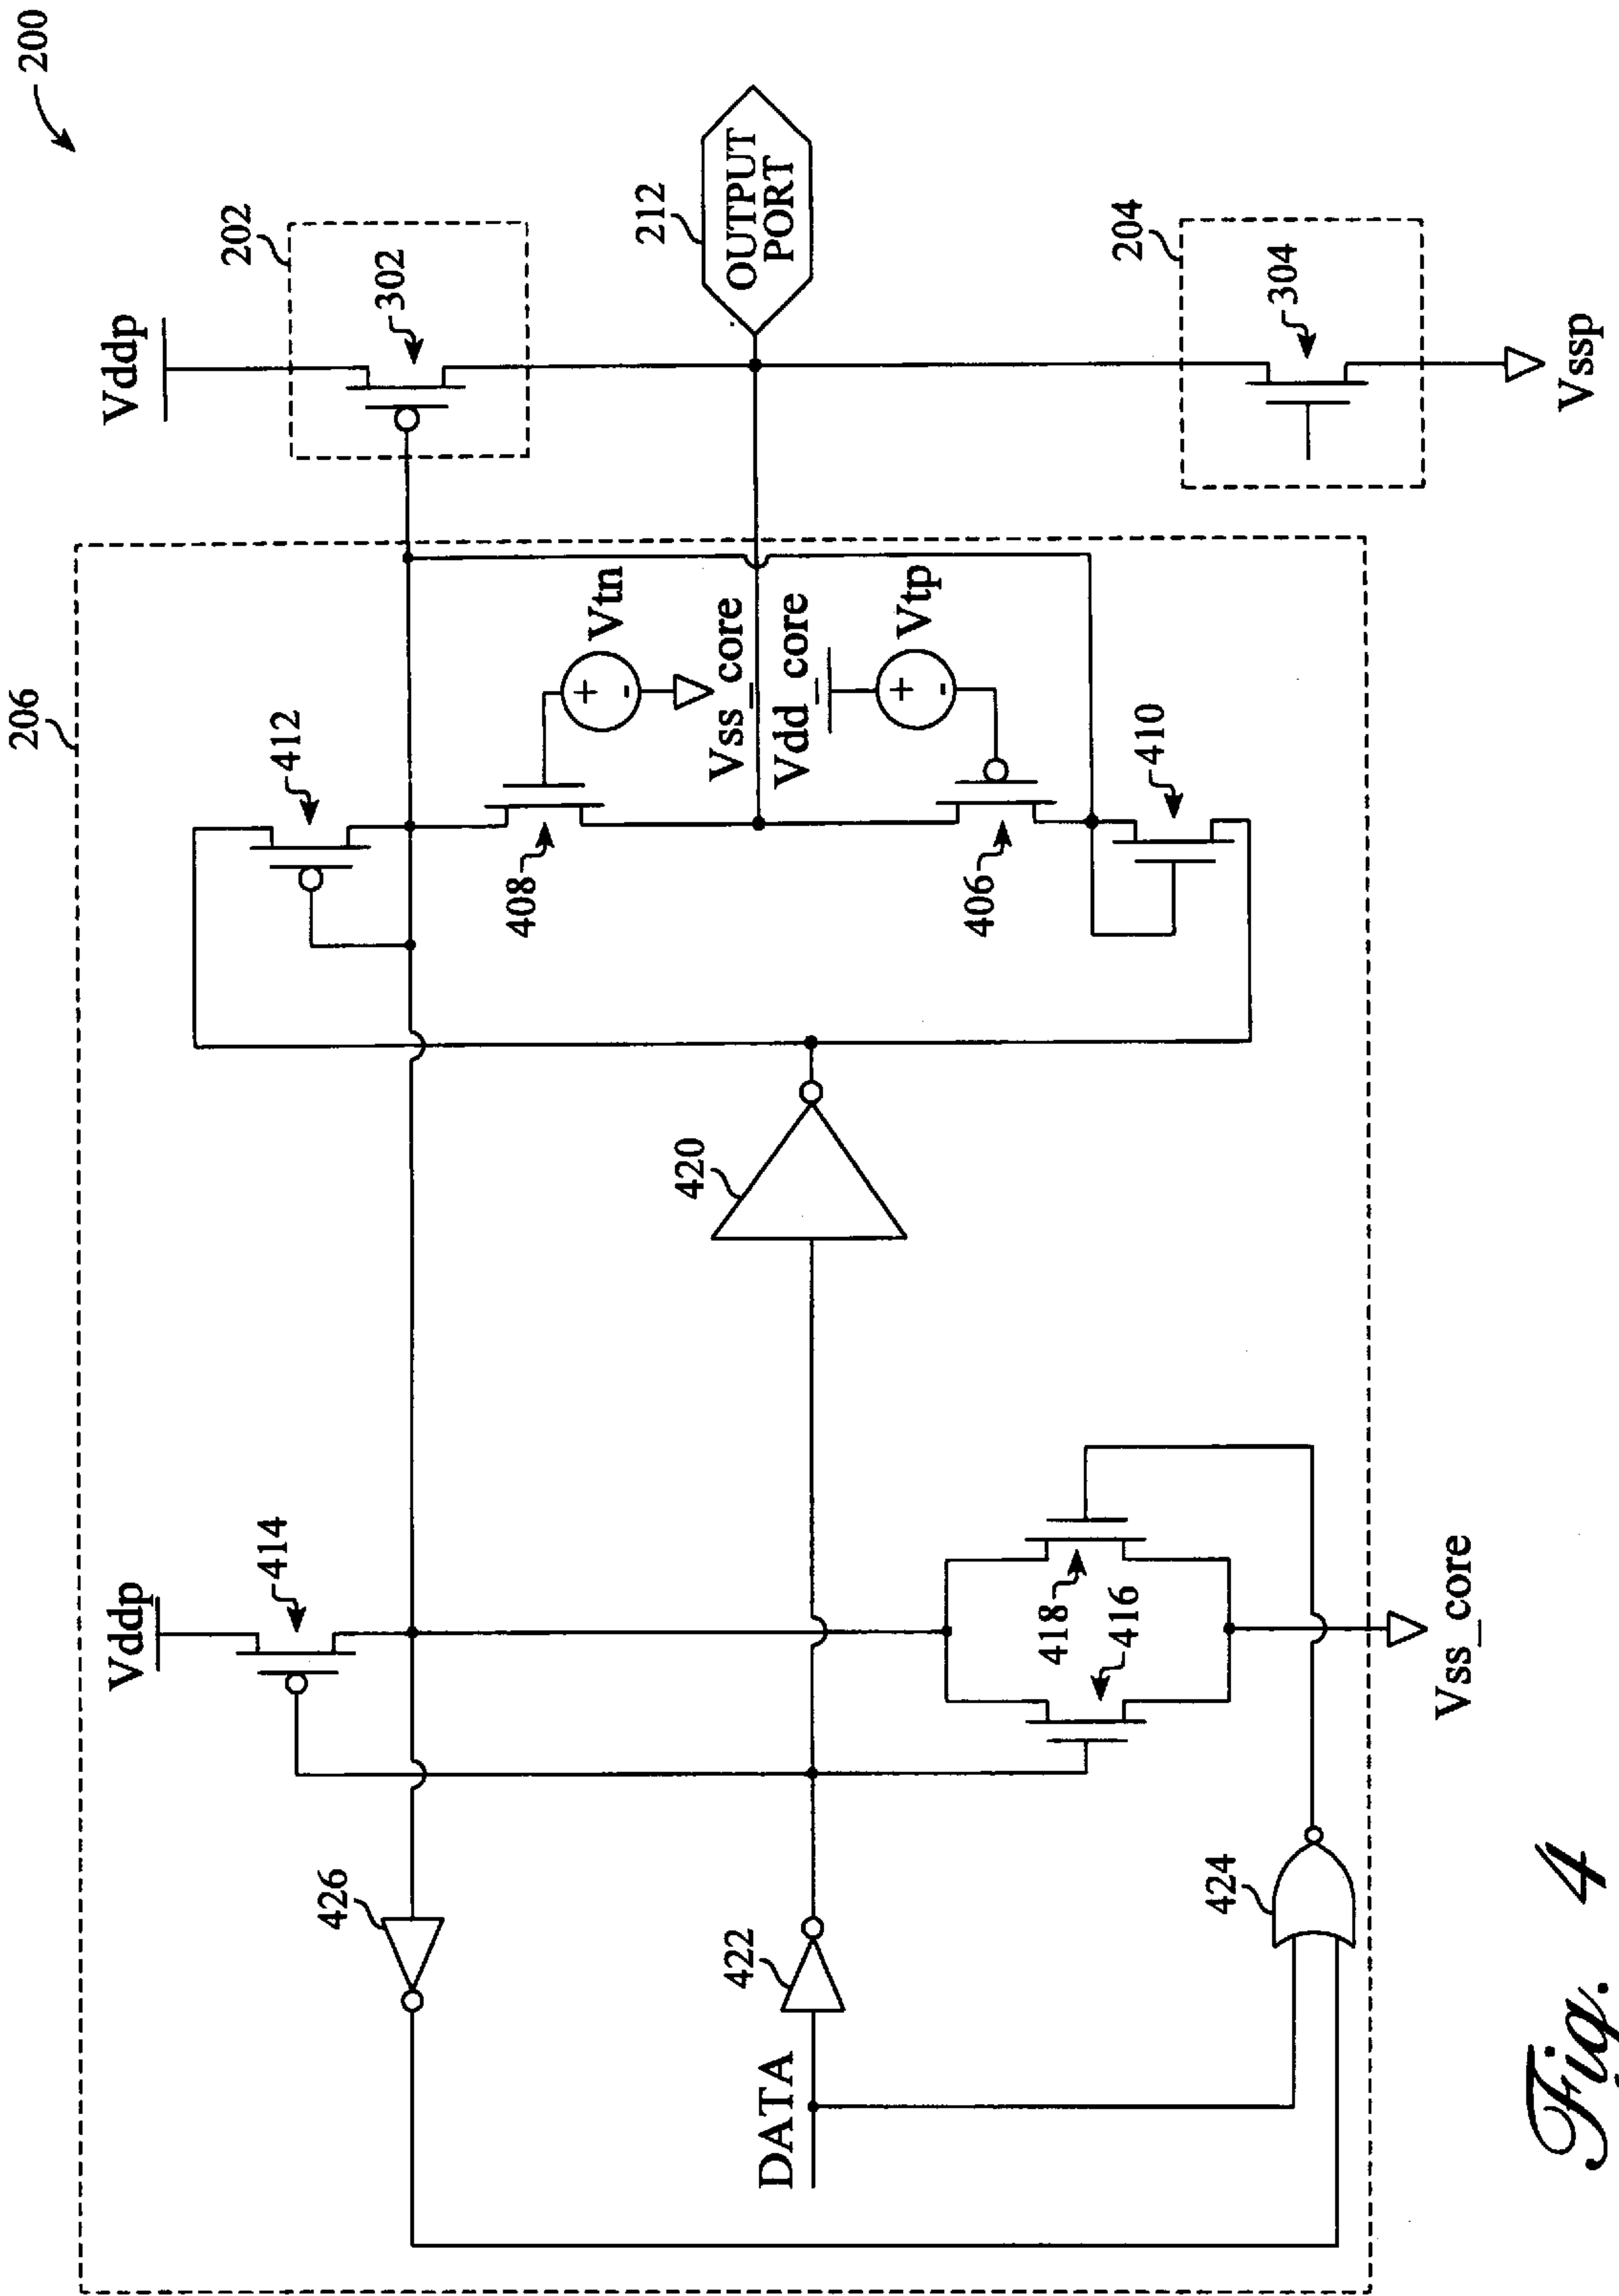 200
206
Vddp
202
302
412
Vddp
414
426
212
OUTPUT
PORT
Vtn
Vss_core
408
Vdd_core
Vtp
406
410
420
422
DATA
418
416
424
204
304
Vssp
Vss_core
Fig. 4